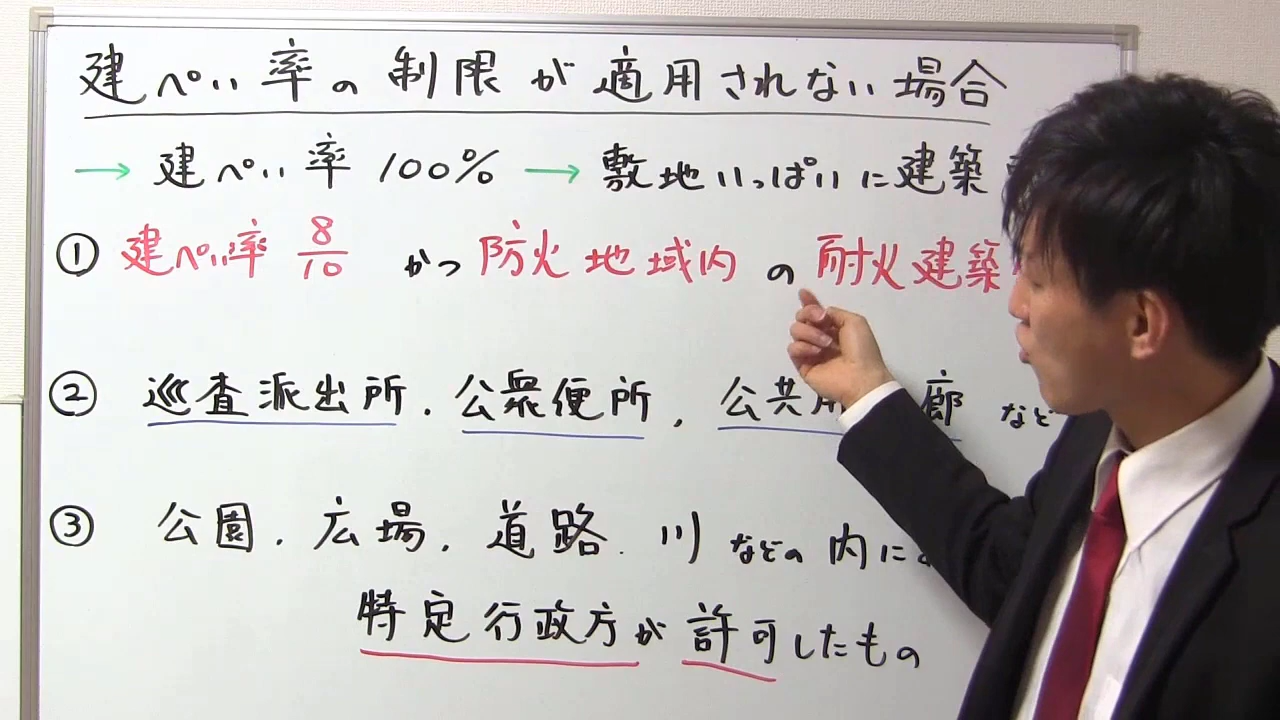 建ぺい率の制限が適用されない場合
→ 建ぺい率 100% → 敷地いっぱいに建築
① 建ぺい率 8/10 かつ 防火地域内 の 耐火建築
② 巡査派出所. 公衆便所, 公共用 廊 など
③ 公園. 広場. 道路. 川 などの 内に
特定行政方が許可したもの